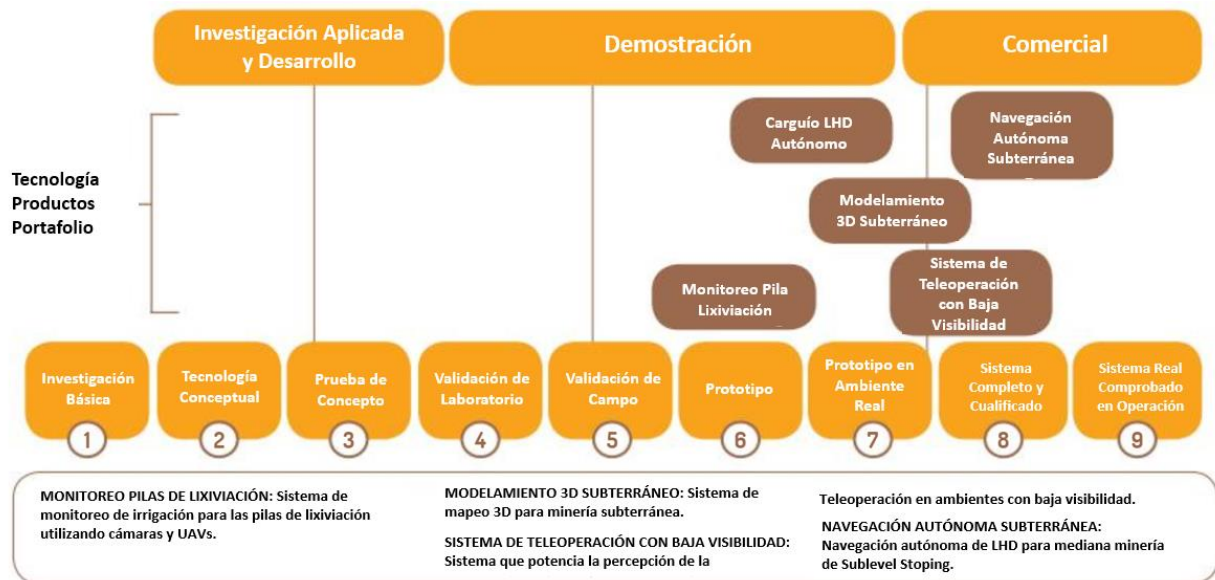 Investigación Aplicada
y Desarrollo
Demostración
Comercial
Tecnología
Productos
Portafolio
Carguío LHD
Autónomo
Navegación
Autónoma
Subterránea
Modelamiento
3D Subterráneo
Monitoreo Pila
Lixiviación
Sistema de
Teleoperación
con Baja
Visibilidad
Investigación
Básica
1
Tecnología
Conceptual
2
Prueba de
Concepto
3
Validación de
Laboratorio
4
Validación de
Campo
5
Prototipo
6
Prototipo en
Ambiente
Real
7
Sistema
Completo y
Cualificado
8
Sistema Real
Comprobado
en Operación
9
MONITOREO PILAS DE LIXIVIACIÓN: Sistema de
monitoreo de irrigación para las pilas de lixiviación
utilizando cámaras y UAVs.
MODELAMIENTO 3D SUBTERRÁNEO: Sistema de
mapeo 3D para minería subterránea.
SISTEMA DE TELEOPERACIÓN CON BAJA VISIBILIDAD:
Sistema que potencia la percepción de la
Teleoperación en ambientes con baja visibilidad.
NAVEGACIÓN AUTÓNOMA SUBTERRÁNEA:
Navegación autónoma de LHD para mediana minería
de Sublevel Stoping.